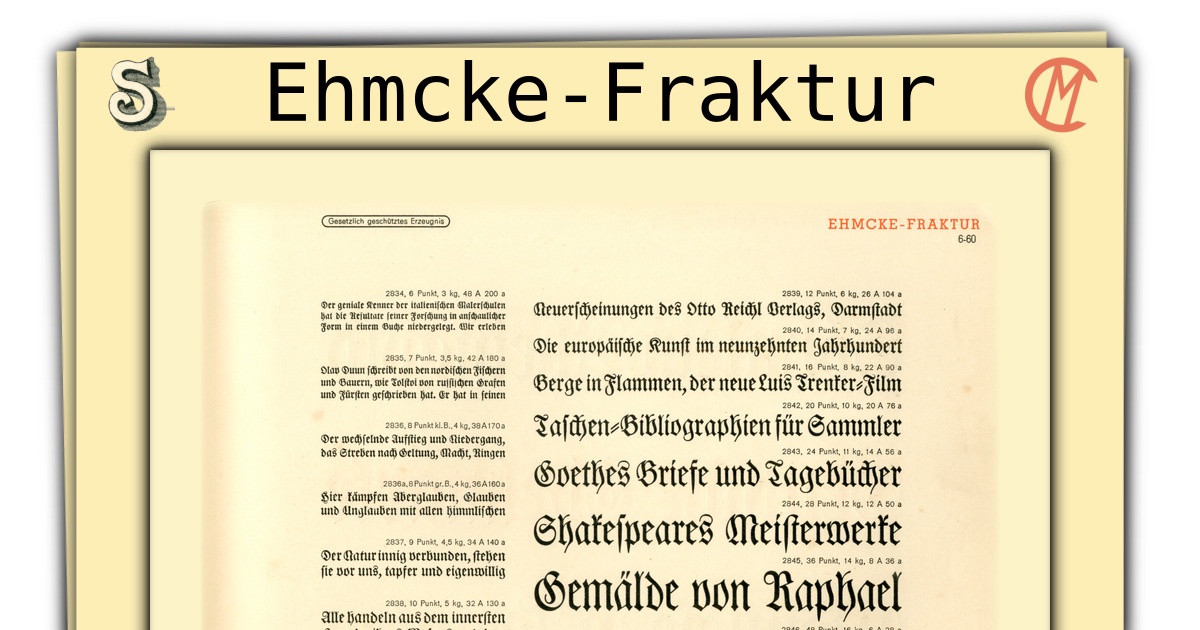 Ehmcke-Fraktur
Gesetzlich geschütztes Erzeugnis
EHMCKE-FRAKTUR
6-60
2834, 6 Punkt, 3 kg, 48 A 200 a
Der geniale Kenner der italienischen Malerschulen
hat die Resultate seiner Forschung in anschaulicher
Form in einem Buche niedergelegt. Wir erleben
2835, 7 Punkt, 3,5 kg, 42 A 180 a
Olav Duun schreibt von den nordischen Fischern
und Bauern, wie Tolstoi von russischen Grafen
und Fürsten geschrieben hat. Er hat in seinen
2836, 8 Punkt kl. B., 4 kg, 38 A 170 a
Der wechselnde Aufstieg und Niedergang,
das Streben nach Geltung, Macht, Ringen
2836a, 8 Punkt gr. B., 4 kg, 36 A 160 a
Hier kämpfen Aberglauben, Glauben
und Unglauben mit allen himmlischen
2837, 9 Punkt, 4,5 kg, 34 A 140 a
Der Natur innig verbunden, stehen
sie vor uns, tapfer und eigenwillig
2838, 10 Punkt, 5 kg, 32 A 130 a
Alle handeln aus dem innersten
2839, 12 Punkt, 6 kg, 26 A 104 a
Neuerscheinungen des Otto Reichl Verlags, Darmstadt
2840, 14 Punkt, 7 kg, 24 A 96 a
Die europäische Kunst im neunzehnten Jahrhundert
2841, 16 Punkt, 8 kg, 22 A 90 a
Berge in Flammen, der neue Luis Trenker-Film
2842, 20 Punkt, 10 kg, 20 A 76 a
Taschen-Bibliographien für Sammler
2843, 24 Punkt, 11 kg, 14 A 56 a
Goethes Briefe und Tagebücher
2844, 28 Punkt, 12 kg, 12 A 50 a
Shakespeares Meisterwerke
2845, 36 Punkt, 14 kg, 8 A 36 a
Gemälde von Raphael